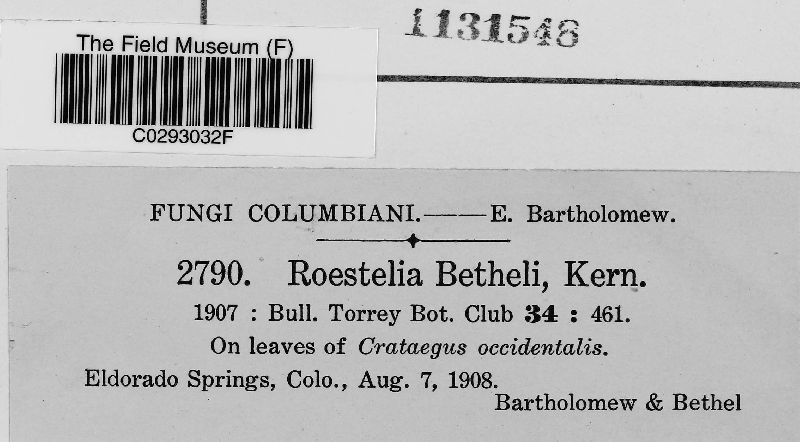 1131548
The Field Museum (F)
C0293032F
FUNGI COLUMBIANI.——E. Bartholomew.
2790. Roestelia Betheli, Kern.
1907 : Bull. Torrey Bot. Club 34 : 461.
On leaves of Crataegus occidentalis.
Eldorado Springs, Colo., Aug. 7, 1908.
Bartholomew & Bethel